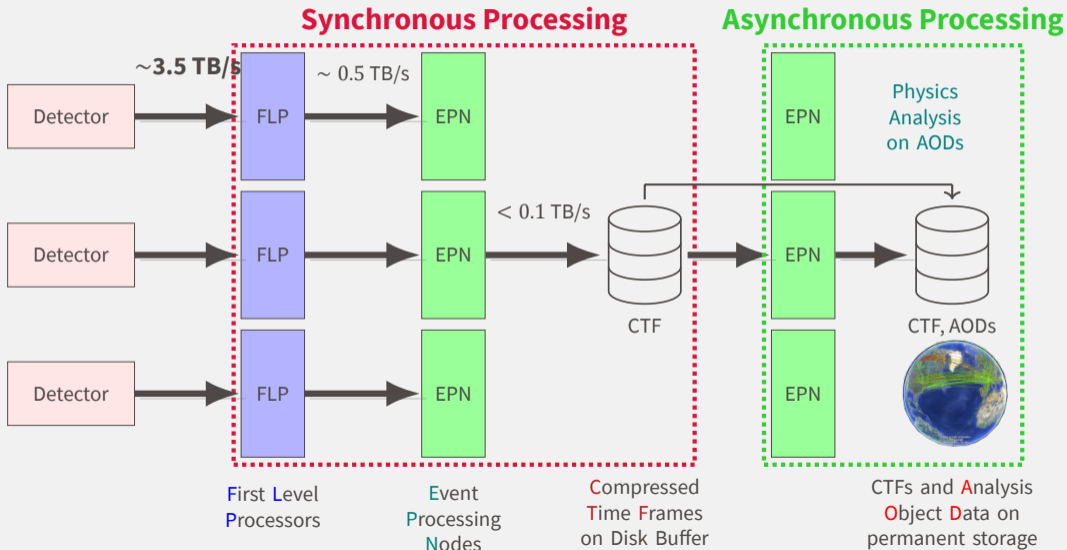 Synchronous Processing
Asynchronous Processing
~3.5 TB/s
~ 0.5 TB/s
Detector
FLP
EPN
EPN
Physics
Analysis
on AODs
< 0.1 TB/s
Detector
FLP
EPN
EPN
CTF
CTF, AODs
Detector
FLP
EPN
EPN
First Level
Processors
Event
Processing
Nodes
Compressed
Time Frames
on Disk Buffer
CTFs and Analysis
Object Data on
permanent storage